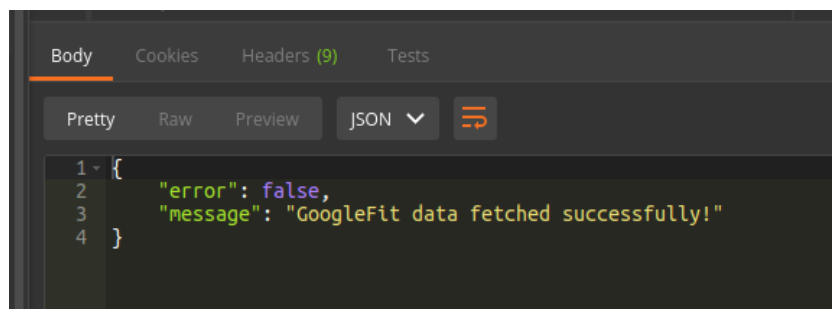 Body Cookies Headers (9) Tests
Pretty Raw Preview JSON
1 {
2 "error": false,
3 "message": "GoogleFit data fetched successfully!"
4 }